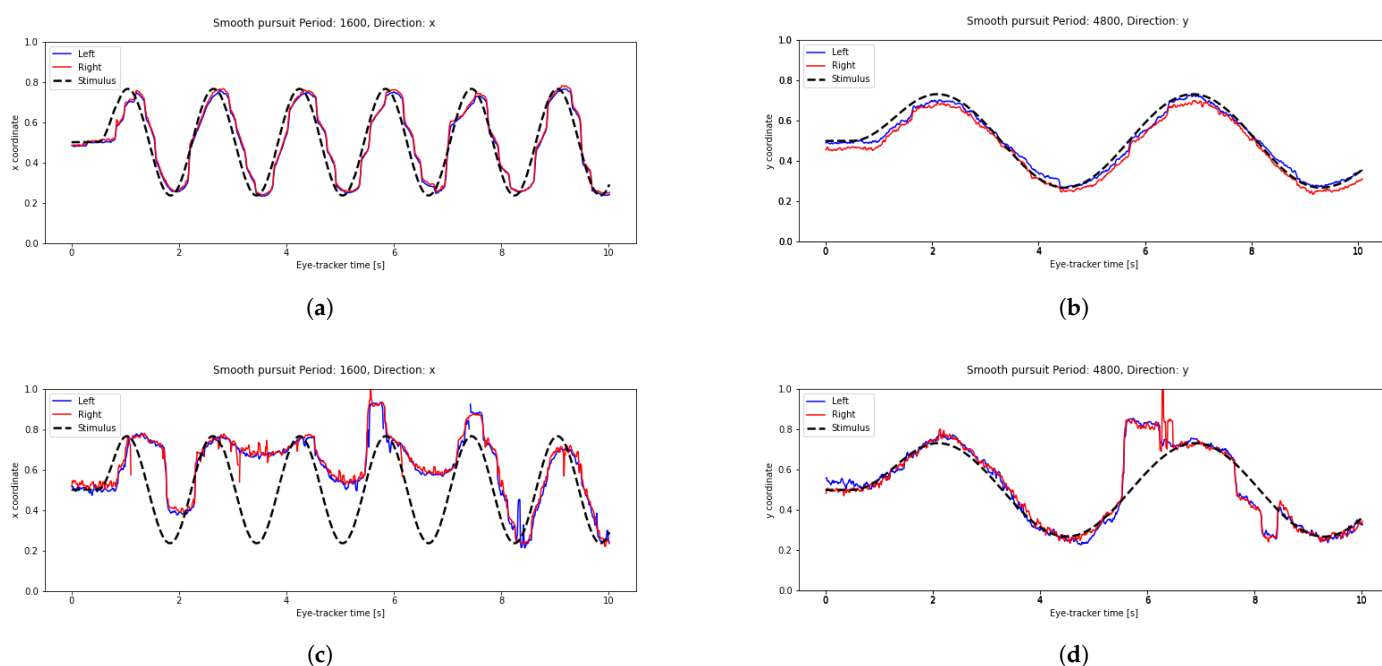 Smooth pursuit Period: 1600, Direction: x
1.0
0.8
0.6
0.4
0.2
0.0
x coordinate
Left
Right
Stimulus
0 2 4 6 8 10
Eye-tracker time [s]
(a)
Smooth pursuit Period: 4800, Direction: y
1.0
0.8
0.6
0.4
0.2
0.0
y coordinate
Left
Right
Stimulus
0 2 4 6 8 10
Eye-tracker time [s]
(b)
Smooth pursuit Period: 1600, Direction: x
1.0
0.8
0.6
0.4
0.2
0.0
x coordinate
Left
Right
Stimulus
0 2 4 6 8 10
Eye-tracker time [s]
(c)
Smooth pursuit Period: 4800, Direction: y
1.0
0.8
0.6
0.4
0.2
0.0
y coordinate
Left
Right
Stimulus
0 2 4 6 8 10
Eye-tracker time [s]
(d)